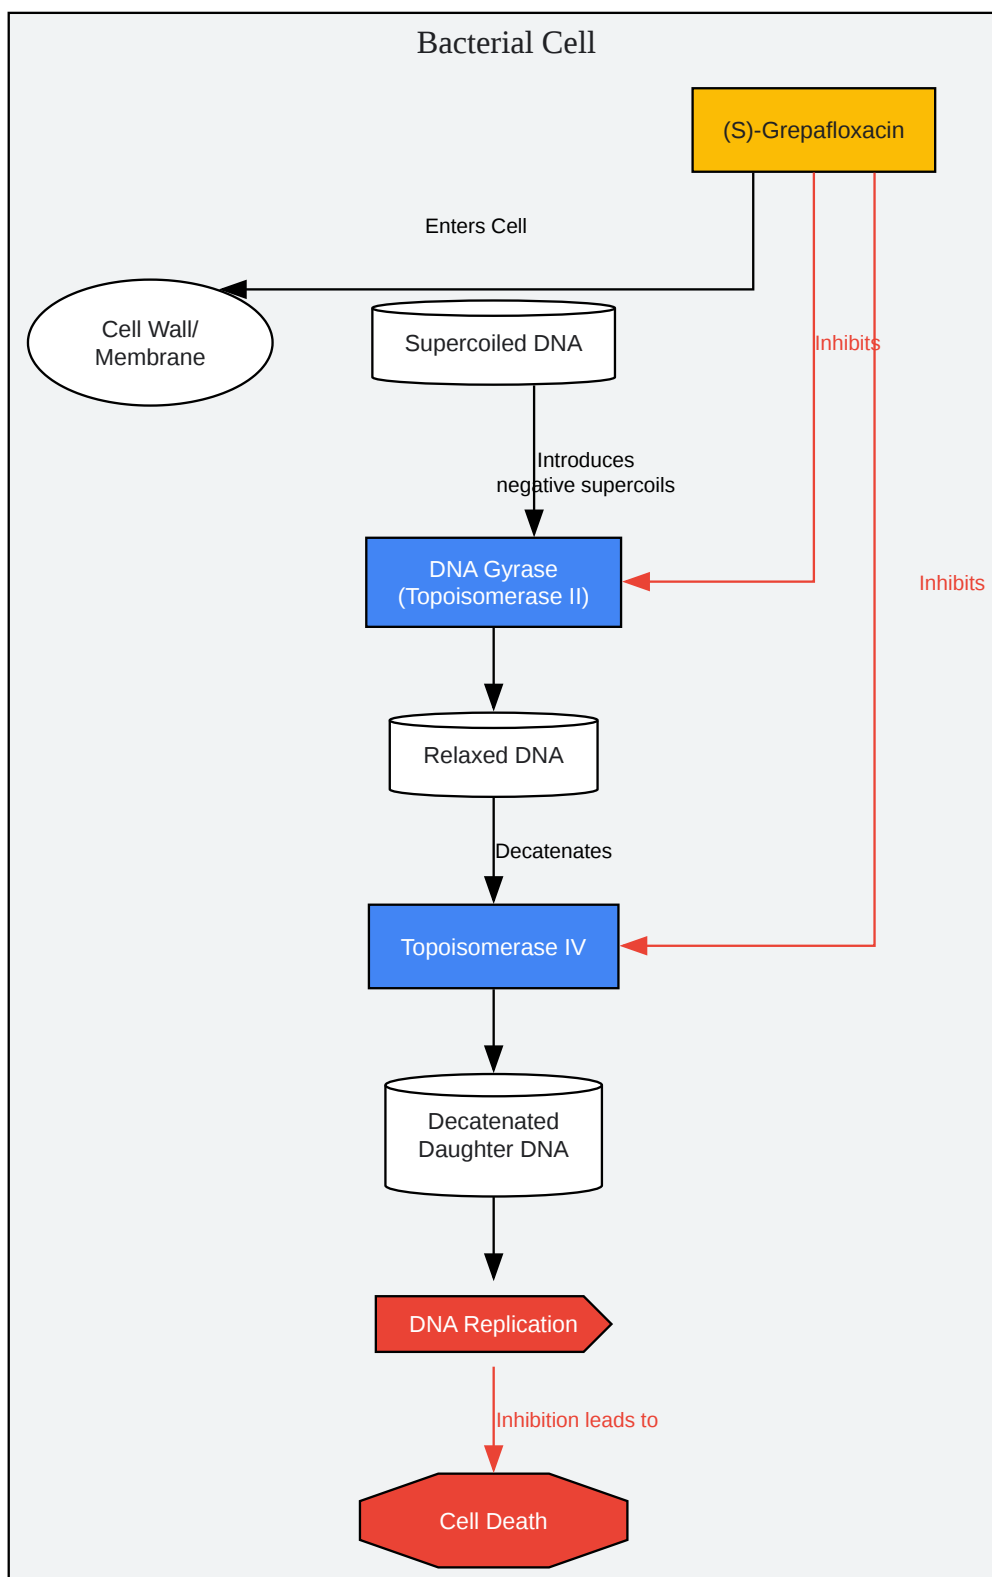 Bacterial Cell
(S)-Grepafloxacin
Enters Cell
Cell Wall/
Membrane
Supercoiled DNA
Inhibits
Introduces
negative supercoils
DNA Gyrase
(Topoisomerase II)
Inhibits
Relaxed DNA
Decatenates
Topoisomerase IV
Decatenated
Daughter DNA
DNA Replication
Inhibition leads to
Cell Death